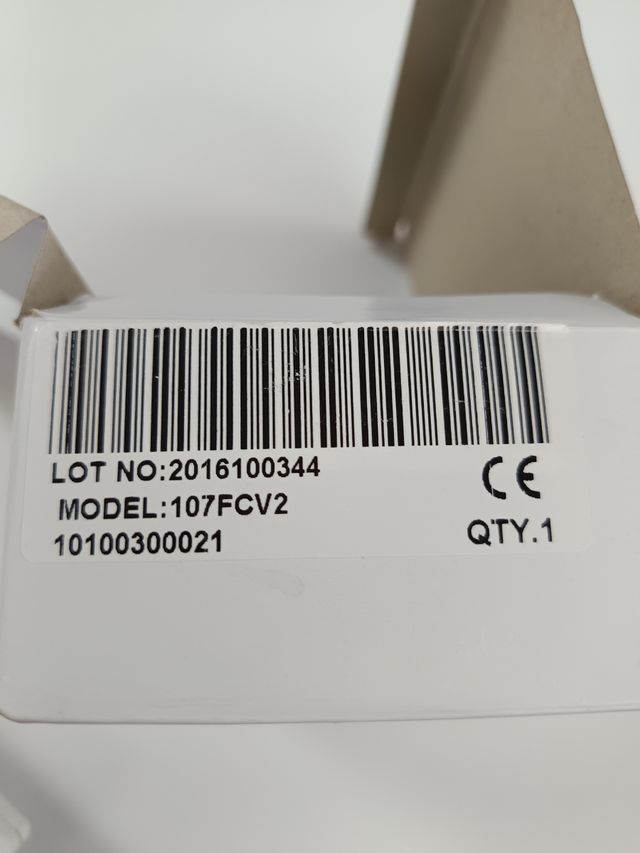 LOT NO:2016100344
MODEL:107FCV2
10100300021
CE
QTY.1